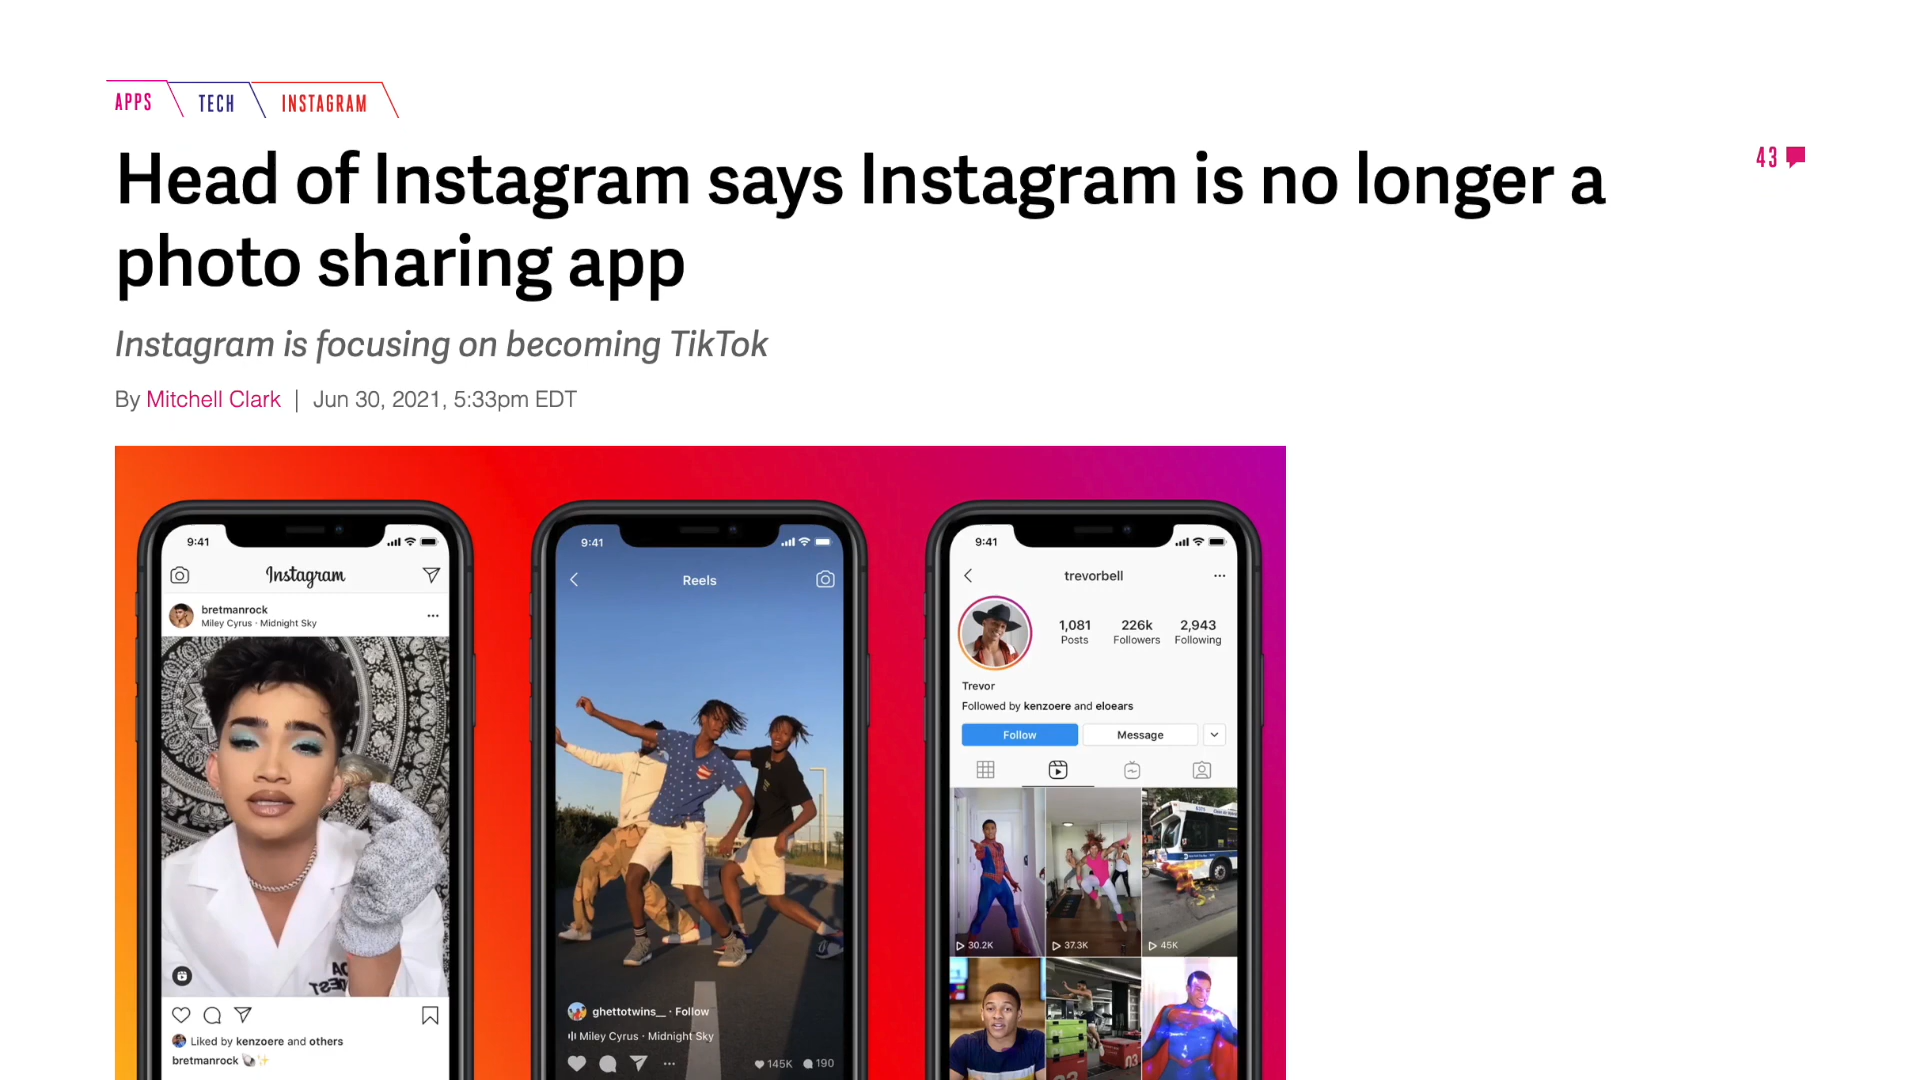 APPS
TECH
INSTAGRAM
Head of Instagram says Instagram is no longer a
photo sharing app
43
Instagram is focusing on becoming TikTok
By Mitchell Clark | Jun 30, 2021, 5:33pm EDT
9:41
Instagram
bretmanrock
Miley Cyrus · Midnight Sky
Liked by kenzoere and others
bretmanrock
9:41
Reels
ghettotwins_ · Follow
Miley Cyrus · Midnight Sky
145K
190
9:41
trevorbell
1,081
226k
2,943
Posts
Followers
Following
Trevor
Followed by kenzoere and eloears
Follow
Message
30.2K
37.3K
45K
03